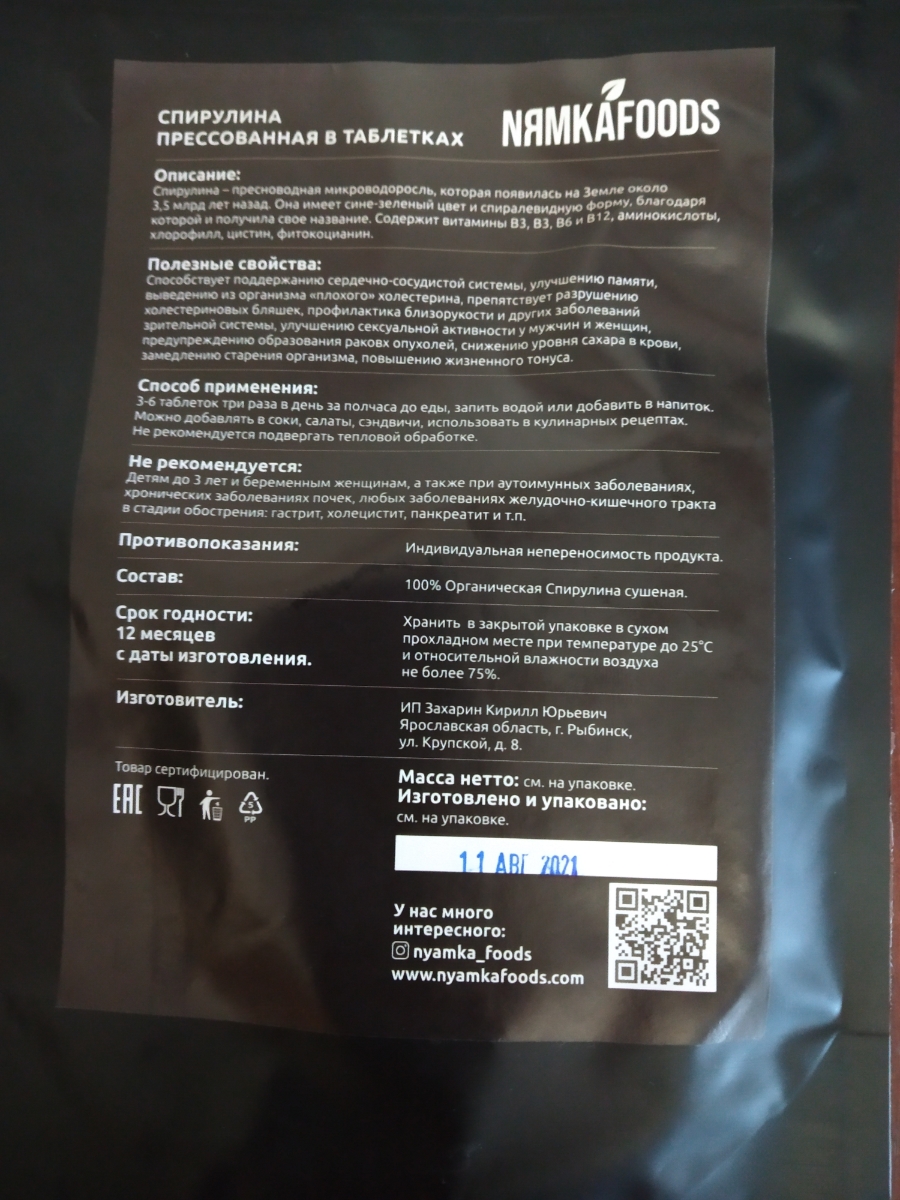 СПИРУЛИНА
ПРЕССОВАННАЯ В ТАБЛЕТКАХ
NЯMKAFOODS
Описание:
Спирулина – пресноводная микроводоросль, которая появилась на Земле около
3,5 млрд лет назад. Она имеет сине-зеленый цвет и спиралевидную форму, благодаря
которой и получила свое название. Содержит витамины B3, B3, B6 и B12, аминокислоты,
хлорофилл, цистин, фитокоцианин.
Полезные свойства:
Способствует поддержанию сердечно-сосудистой системы, улучшению памяти,
выведению из организма «плохого» холестерина, препятствует разрушению
холестериновых бляшек, профилактика близорукости и других заболеваний
зрительной системы, улучшению сексуальной активности у мужчин и женщин,
предупреждению образования раковх опухолей, снижению уровня сахара в крови,
замедлению старения организма, повышению жизненного тонуса.
Способ применения:
3-6 таблеток три раза в день за полчаса до еды, запить водой или добавить в напиток.
Можно добавлять в соки, салаты, сэндвичи, использовать в кулинарных рецептах.
Не рекомендуется подвергать тепловой обработке.
Не рекомендуется:
Детям до 3 лет и беременным женщинам, а также при аутоимунных заболеваниях,
хронических заболеваниях почек, любых заболеваниях желудочно-кишечного тракта
в стадии обострения: гастрит, холецистит, панкреатит и т.п.
Противопоказания:
Индивидуальная непереносимость продукта.
Состав:
100% Органическая Спирулина сушеная.
Срок годности:
12 месяцев
с даты изготовления.
Хранить в закрытой упаковке в сухом
прохладном месте при температуре до 25°С
и относительной влажности воздуха
не более 75%.
Изготовитель:
ИП Захарин Кирилл Юрьевич
Ярославская область, г. Рыбинск,
ул. Крупской, д. 8.
Товар сертифицирован.
EAC
5
PP
Масса нетто: см. на упаковке.
Изготовлено и упаковано:
см. на упаковке.
11 АВГ 2021
У нас много
интересного:
nyamka_foods
www.nyamkafoods.com